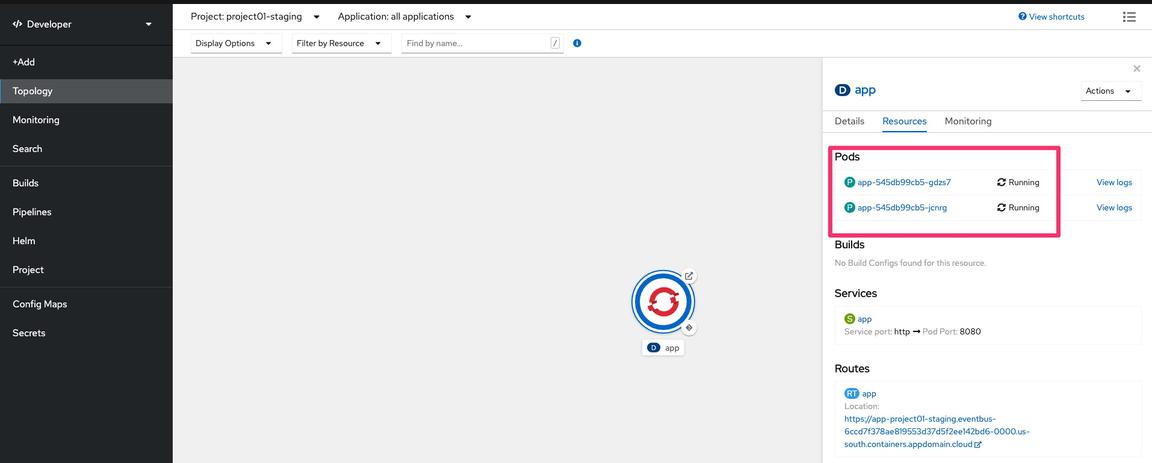 </> Developer
Project: project01-staging
Application: all applications
View shortcuts
Display Options
Filter by Resource
Find by name...
/
+Add
Topology
Monitoring
Search
Builds
Pipelines
Helm
Project
Config Maps
Secrets
D app
D app
Actions
Details Resources Monitoring
Pods
P app-545db99cb5-gdzs7 Running View logs
P app-545db99cb5-jcnrg Running View logs
Builds
No Build Configs found for this resource.
Services
S app
Service port: http → Pod Port: 8080
Routes
RT app
Location:
https://app-project01-staging.eventbus-
6ccd7f378ae819553d37d5f2ee142bd6-0000.us-
south.containers.appdomain.cloud